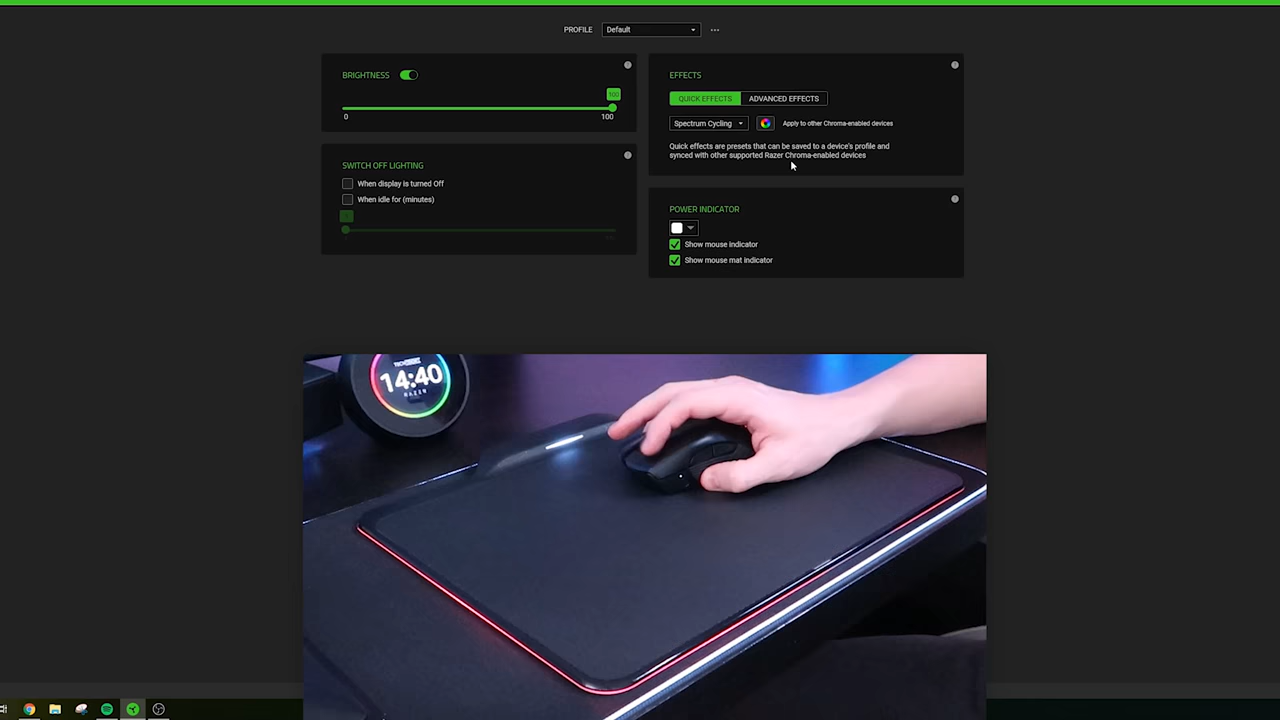 PROFILE Default
BRIGHTNESS
100
0 100
SWITCH OFF LIGHTING
When display is turned Off
When idle for (minutes)
EFFECTS
QUICK EFFECTS ADVANCED EFFECTS
Spectrum Cycling Apply to other Chroma-enabled devices
Quick effects are presets that can be saved to a device's profile and
synced with other supported Razer Chroma-enabled devices
POWER INDICATOR
Show mouse indicator
Show mouse mat indicator
14:40
RAZER